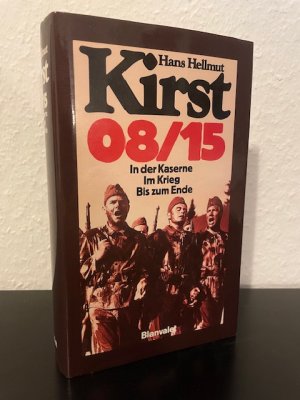 Hans Hellmut
Kirst
08/15
In der Kaserne
Im Krieg
Bis zum Ende
Blanvalet